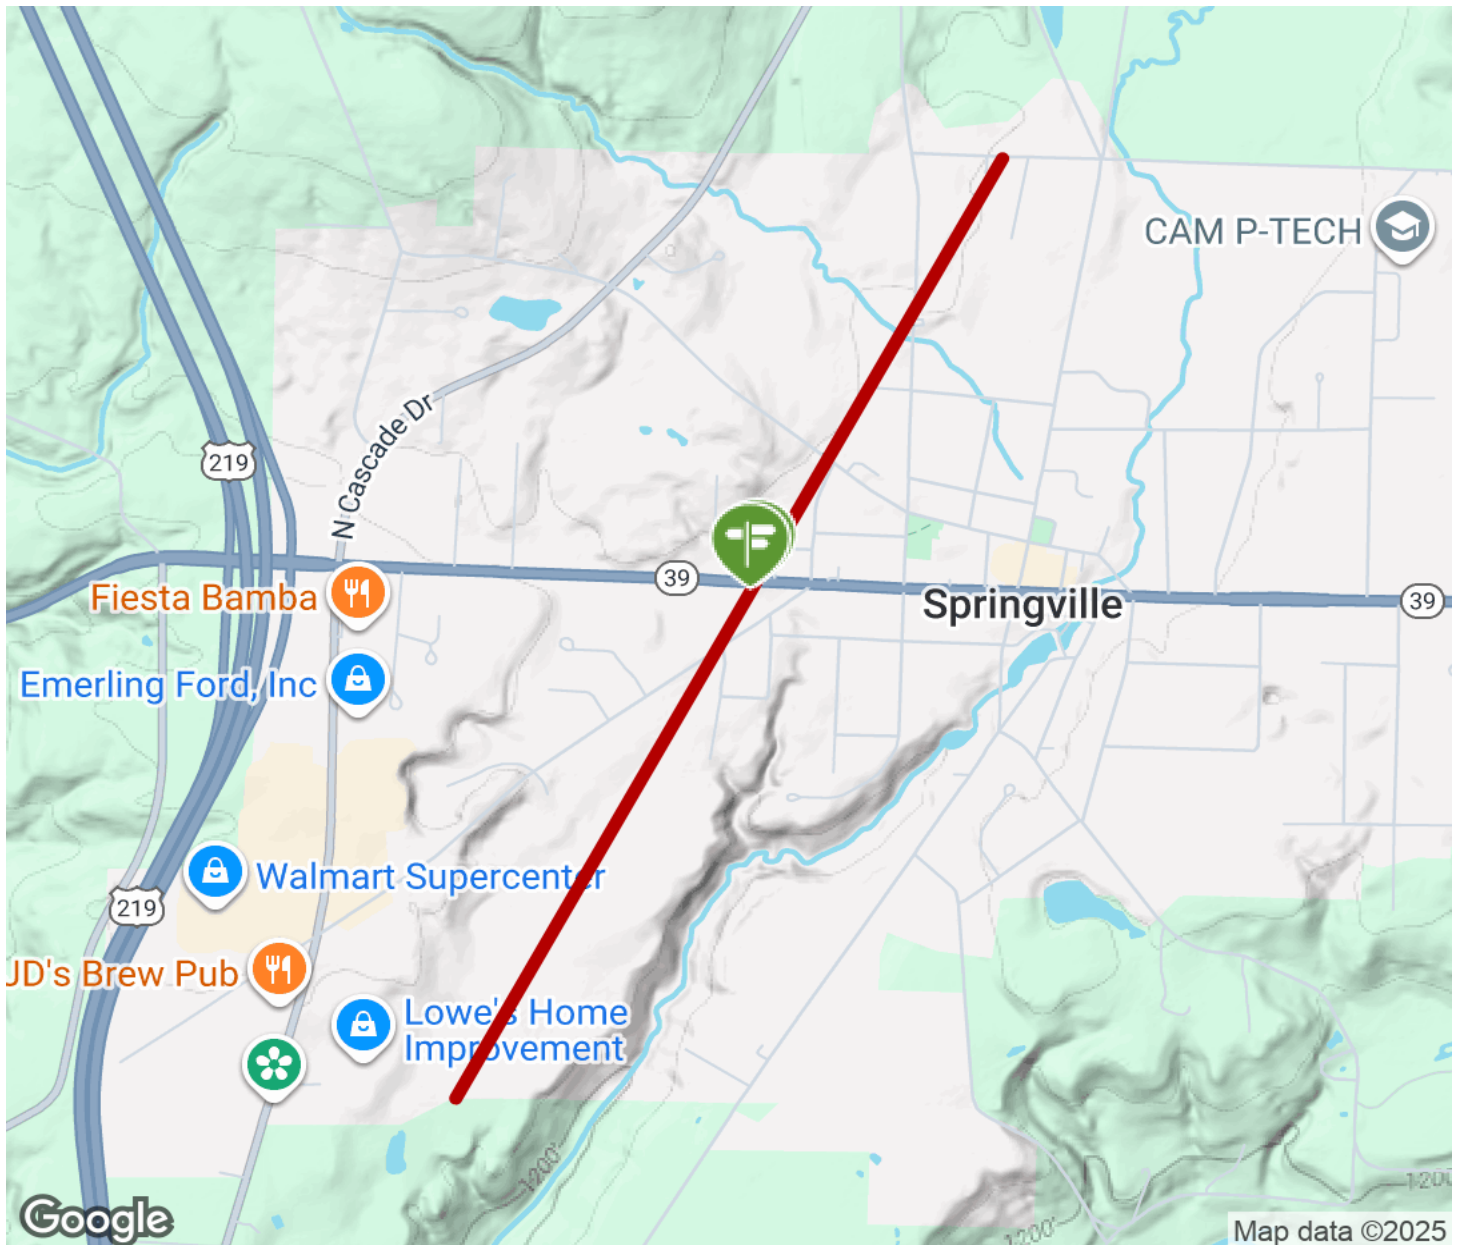 CAM P-TECH
N Cascade Dr
219
39
Fiesta Bamba
Springville
39
Emerling Ford, Inc
Walmart Supercenter
219
JD's Brew Pub
Lowe's Home
Improvement
1200'
1200
1200'
Google
Map data ©2025